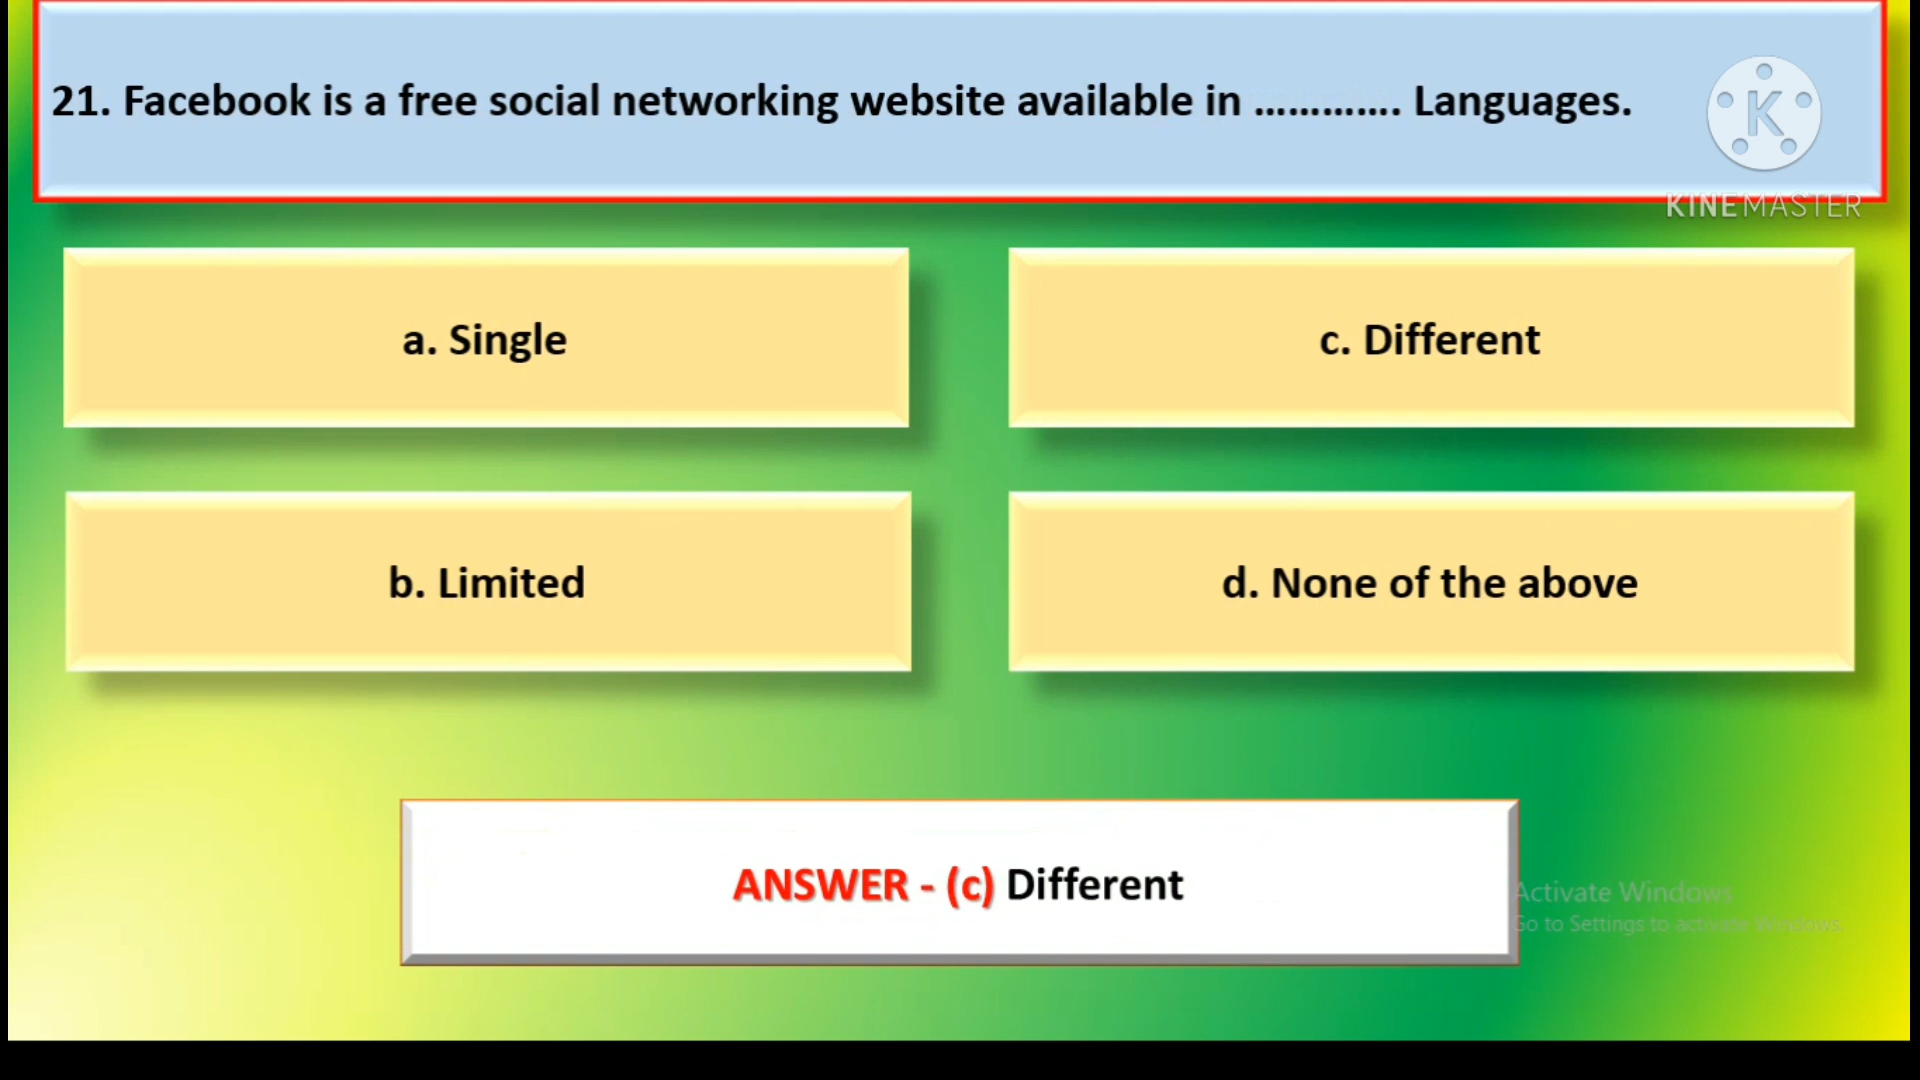 21. Facebook is a free social networking website available in ............. Languages.
K
KINEMASTER
a. Single
c. Different
b. Limited
d. None of the above
ANSWER - (c) Different
Activate Windows
Go to Settings to activate Windows.